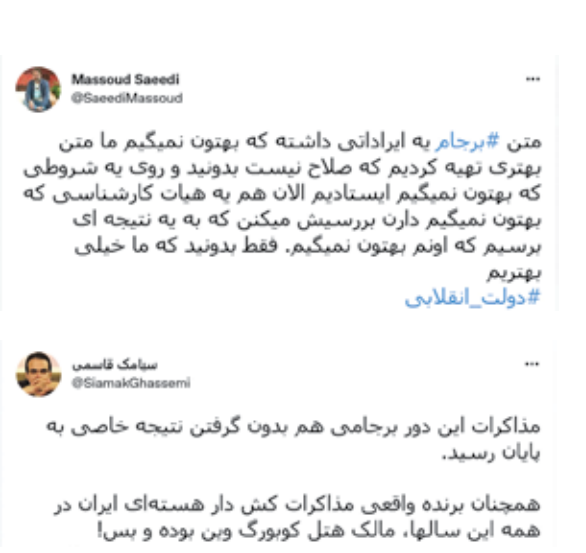 Massoud Saeedi
@SaeediMassoud
متن #برجام یه ایراداتی داشته که بهتون نمیگیم ما متن
بهتری تهیه کردیم که صلاح نیست بدونید و روی یه شروطی
که بهتون نمیگیم ایستادیم الان هم یه هیات کارشناسی که
بهتون نمیگیم دارن بررسیش میکنن که به یه نتیجه ای
برسیم که اونم بهتون نمیگیم. فقط بدونید که ما خیلی
بهتریم
#دولت_انقلابی
سیامک قاسمی
@SiamakGhassemi
مذاکرات این دور برجامی هم بدون گرفتن نتیجه خاصی به
پایان رسید.
همچنان برنده واقعی مذاکرات کش دار هسته‌ای ایران در
همه این سالها، مالک هتل کوبورگ وین بوده و بس!